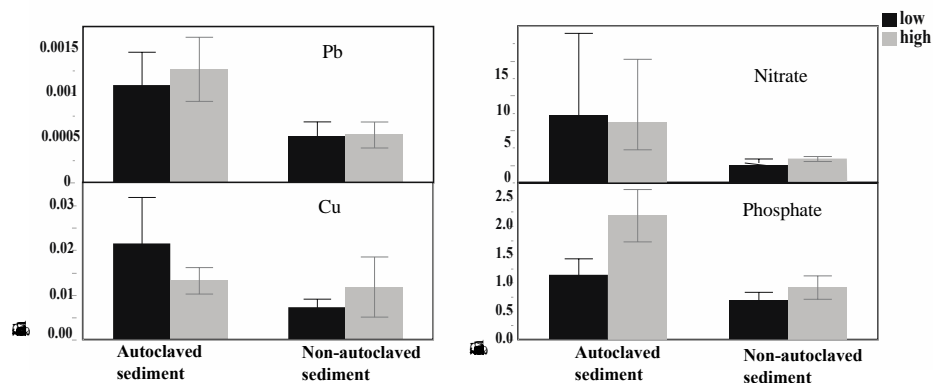 low
high
0.0015
0.001
0.0005
0
Pb
15
10
5
0
Nitrate
0.03
0.02
0.01
0.00
Cu
2.5
2.0
1.5
1.0
0.5
0.0
Phosphate
Autoclaved
sediment
Non-autoclaved
sediment
Autoclaved
sediment
Non-autoclaved
sediment